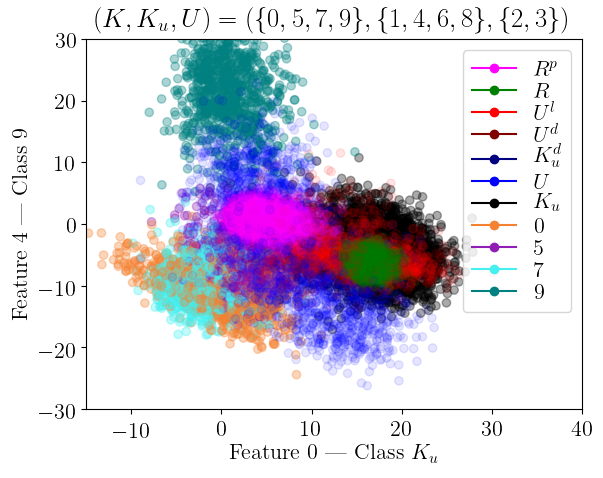 (K, K_u, U) = ({0, 5, 7, 9}, {1, 4, 6, 8}, {2, 3})
30
20
10
0
−10
−20
−30
Feature 4 — Class 9
R^p
R
U^l
U^d
K_u^d
U
K_u
0
5
7
9
−10 0 10 20 30 40
Feature 0 — Class K_u